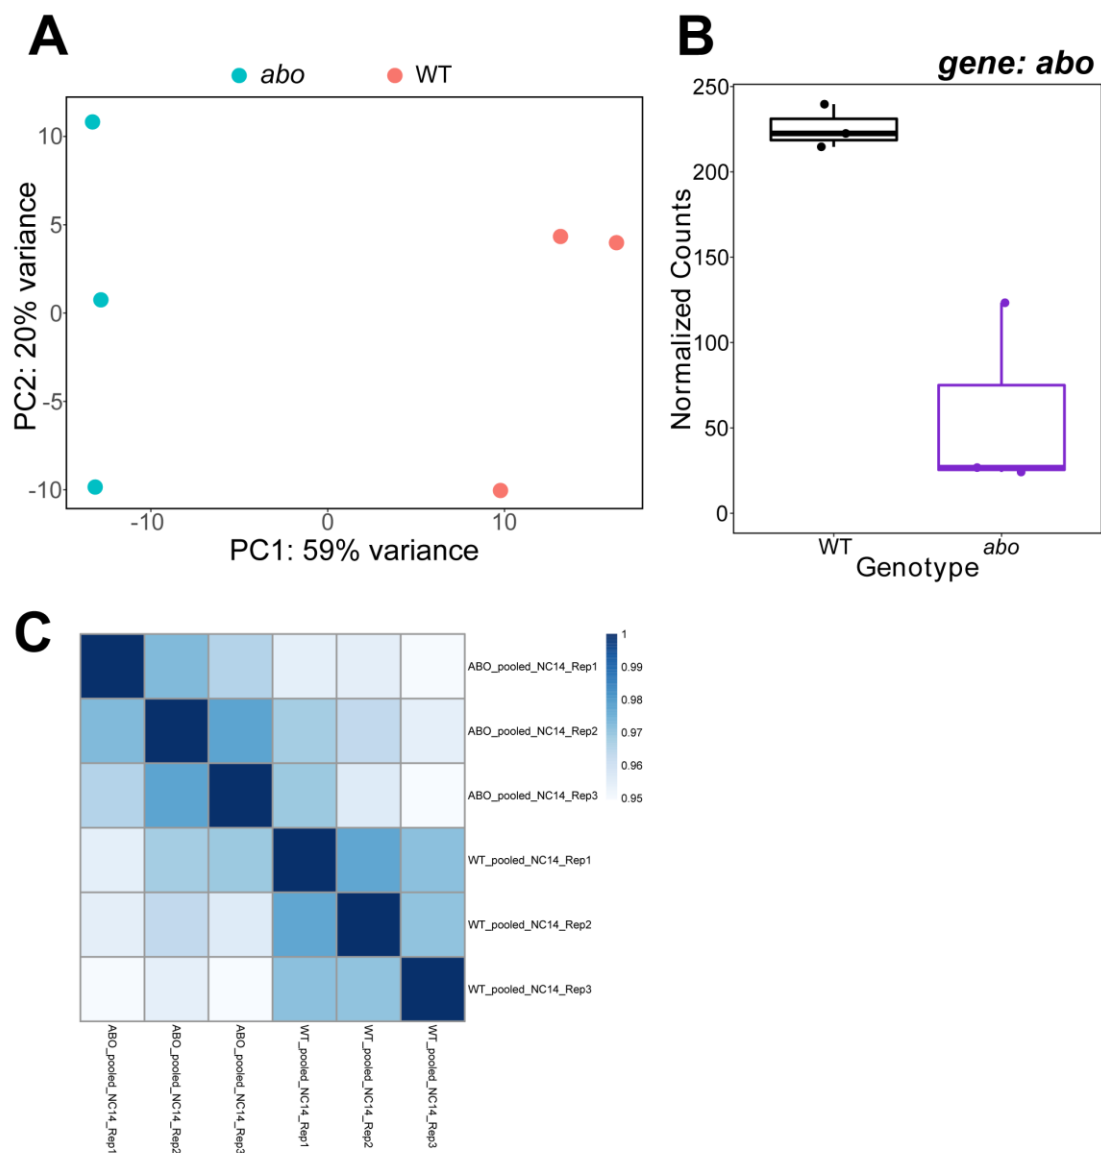 A
abo
WT
10
5
0
-5
-10
PC2: 20% variance
-10
0
10
PC1: 59% variance
B
gene: abo
250
200
150
100
50
0
Normalized Counts
WT
abo
Genotype
C
1
0.99
0.98
0.97
0.96
0.95
ABO_pooled_NC14_Rep1
ABO_pooled_NC14_Rep2
ABO_pooled_NC14_Rep3
WT_pooled_NC14_Rep1
WT_pooled_NC14_Rep2
WT_pooled_NC14_Rep3
ABO_pooled_NC14_Rep1
ABO_pooled_NC14_Rep2
ABO_pooled_NC14_Rep3
WT_pooled_NC14_Rep1
WT_pooled_NC14_Rep2
WT_pooled_NC14_Rep3